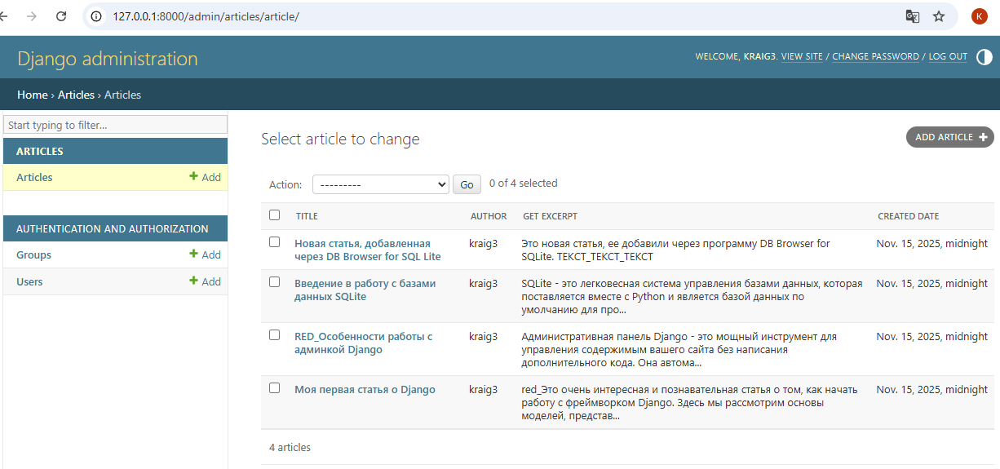 127.0.0.1:8000/admin/articles/article/
K
Django administration
WELCOME, KRAIG3. VIEW SITE / CHANGE PASSWORD / LOG OUT
Home › Articles › Articles
Start typing to filter...
ARTICLES
Articles + Add
AUTHENTICATION AND AUTHORIZATION
Groups + Add
Users + Add
Select article to change
ADD ARTICLE +
Action: --------- Go 0 of 4 selected
TITLE AUTHOR GET EXCERPT CREATED DATE
Новая статья, добавленная
через DB Browser for SQL Lite
kraig3
Это новая статья, ее добавили через программу DB Browser for
SQLite. ТЕКСТ_ТЕКСТ_ТЕКСТ
Nov. 15, 2025, midnight
Введение в работу с базами
данных SQLite
kraig3
SQLite - это легковесная система управления базами данных, которая
поставляется вместе с Python и является базой данных по
умолчанию для про...
Nov. 15, 2025, midnight
RED_Особенности работы с
админкой Django
kraig3
Административная панель Django - это мощный инструмент для
управления содержимым вашего сайта без написания
дополнительного кода. Она автома...
Nov. 15, 2025, midnight
Моя первая статья о Django
kraig3
red_Это очень интересная и познавательная статья о том, как начать
работу с фреймворком Django. Здесь мы рассмотрим основы
моделей, представ...
Nov. 15, 2025, midnight
4 articles